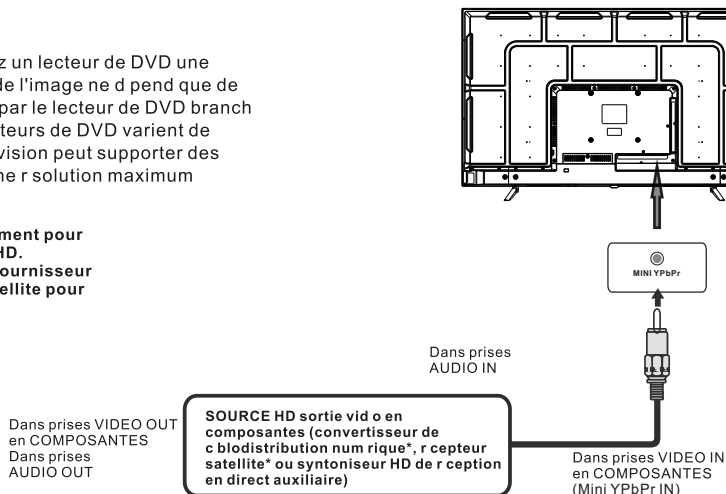 z un lecteur de DVD une
de l'image ne d pend que de
par le lecteur de DVD branch
teurs de DVD varient de
vision peut supporter des
ne r solution maximum
ment pour
HD.
ournisseur
ellite pour
MINI YPbPr
Dans prises
AUDIO IN
Dans prises VIDEO OUT
en COMPOSANTES
Dans prises
AUDIO OUT
SOURCE HD sortie vid o en
composantes (convertisseur de
c blodistribution num rique*, r cepteur
satellite* ou syntoniseur HD de r ception
en direct auxiliaire)
Dans prises VIDEO IN
en COMPOSANTES
(Mini YPbPr IN)